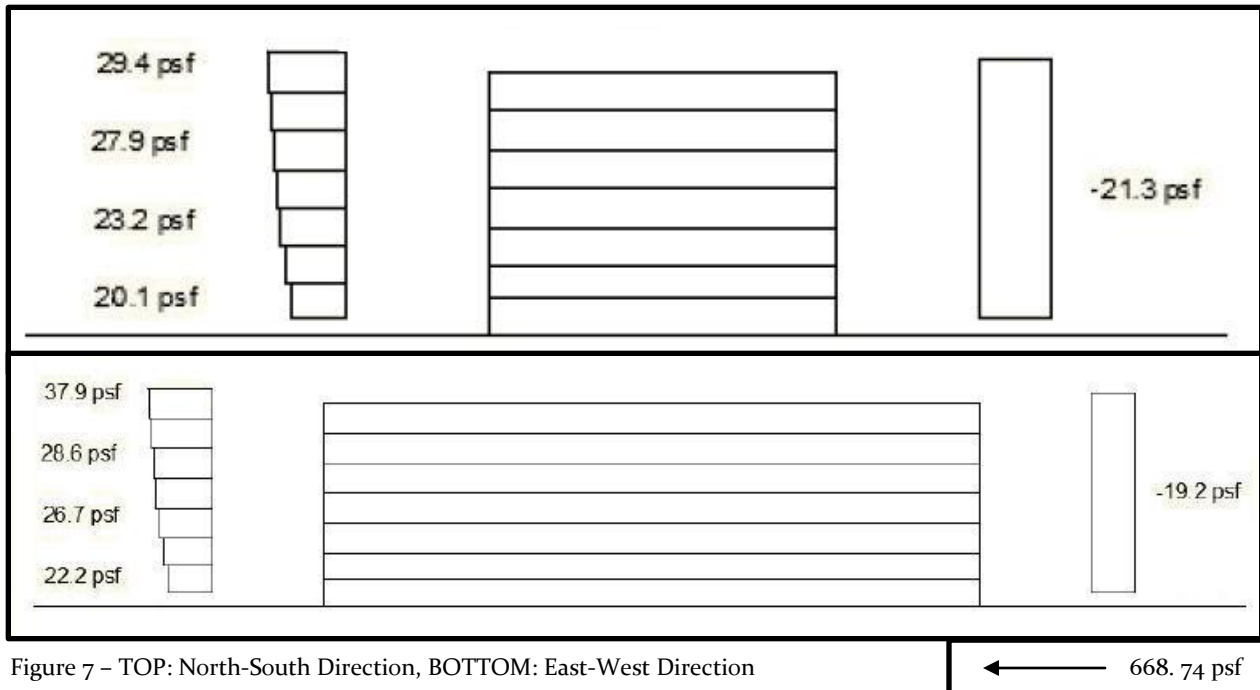 29.4 psf
27.9 psf
23.2 psf
20.1 psf
-21.3 psf
37.9 psf
28.6 psf
26.7 psf
22.2 psf
-19.2 psf
Figure 7 – TOP: North-South Direction, BOTTOM: East-West Direction
668. 74 psf